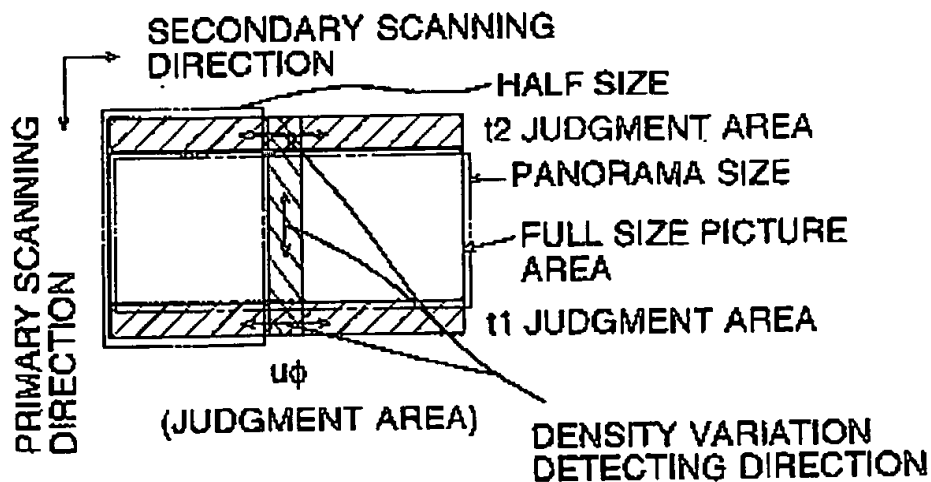 SECONDARY SCANNING
DIRECTION
HALF SIZE
t2 JUDGMENT AREA
PANORAMA SIZE
FULL SIZE PICTURE
AREA
t1 JUDGMENT AREA
PRIMARY SCANNING
DIRECTION
uϕ
(JUDGMENT AREA)
DENSITY VARIATION
DETECTING DIRECTION